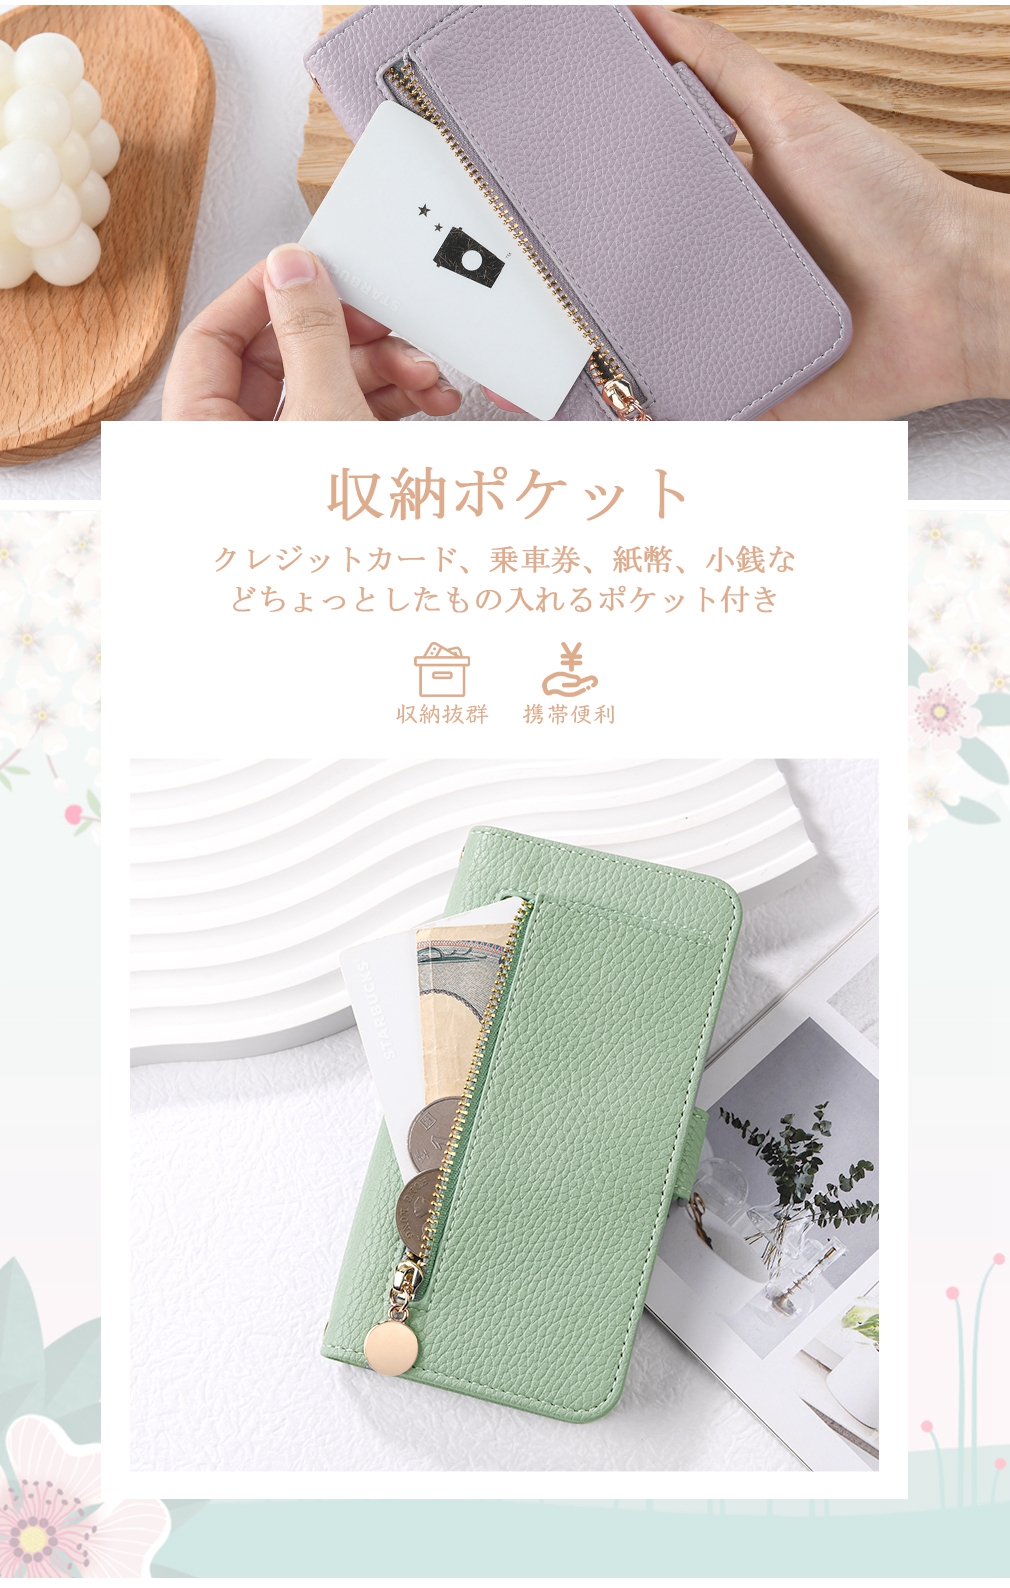 STARBUCKS
収納ポケット
クレジットカード、乗車券、紙幣、小銭な
どちょっとしたもの入れるポケット付き
収納抜群
携帯便利
STARBUCKS